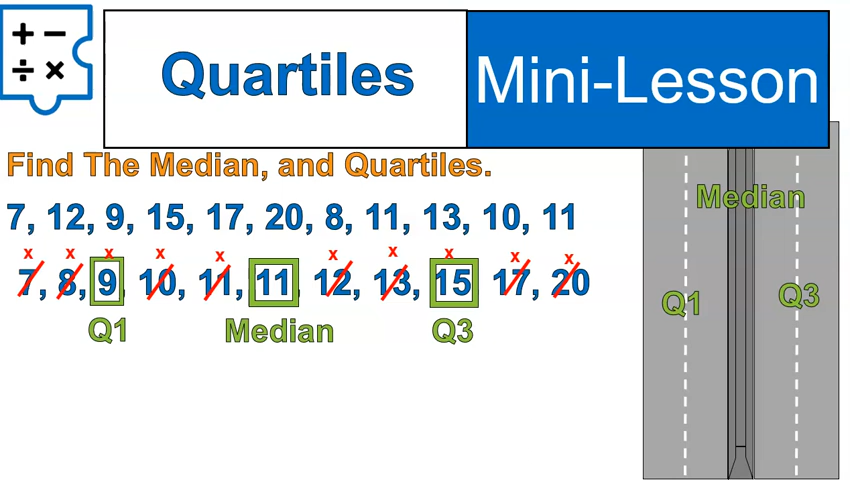 + −
÷ ×
Quartiles
Mini-Lesson
Find The Median, and Quartiles.
7, 12, 9, 15, 17, 20, 8, 11, 13, 10, 11
x x x x x x x x x x
7, 8, 9, 10, 11, 11, 12, 13, 15 17, 20
Q1 Median Q3
Median
Q1 Q3